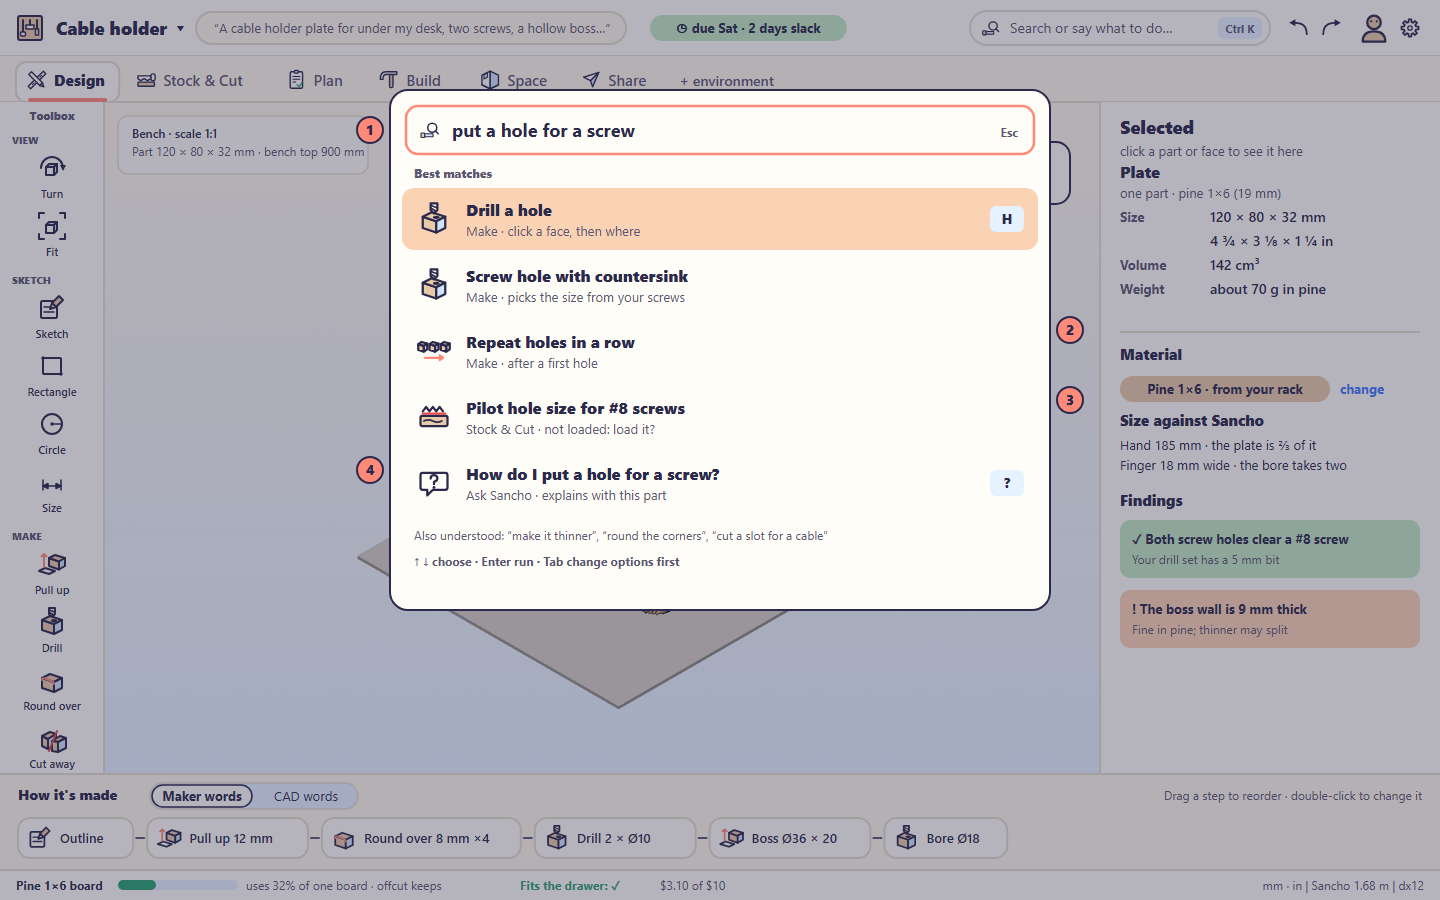 Cable holder
"A cable holder plate for under my desk, two screws, a hollow boss..."
due Sat · 2 days slack
Search or say what to do...
Ctrl K
Design
Stock & Cut
Plan
Build
Space
Share
+ environment
Toolbox
VIEW
Turn
Fit
SKETCH
Sketch
Rectangle
Circle
Size
MAKE
Pull up
Drill
Round over
Cut away
Bench · scale 1:1
Part 120 × 80 × 32 mm · bench top 900 mm
1
put a hole for a screw
Esc
Best matches
Drill a hole
Make · click a face, then where
H
Screw hole with countersink
Make · picks the size from your screws
Repeat holes in a row
Make · after a first hole
2
Pilot hole size for #8 screws
Stock & Cut · not loaded: load it?
3
How do I put a hole for a screw?
Ask Sancho · explains with this part
?
4
Also understood: "make it thinner", "round the corners", "cut a slot for a cable"
↑ ↓ choose · Enter run · Tab change options first
Selected
click a part or face to see it here
Plate
one part · pine 1×6 (19 mm)
Size 120 × 80 × 32 mm
4 ¾ × 3 ⅛ × 1 ¼ in
Volume 142 cm³
Weight about 70 g in pine
Material
Pine 1×6 · from your rack
change
Size against Sancho
Hand 185 mm · the plate is ⅔ of it
Finger 18 mm wide · the bore takes two
Findings
✓ Both screw holes clear a #8 screw
Your drill set has a 5 mm bit
! The boss wall is 9 mm thick
Fine in pine; thinner may split
How it's made
Maker words
CAD words
Drag a step to reorder · double-click to change it
Outline
Pull up 12 mm
Round over 8 mm ×4
Drill 2 × Ø10
Boss Ø36 × 20
Bore Ø18
Pine 1×6 board
uses 32% of one board · offcut keeps
Fits the drawer: ✓
$3.10 of $10
mm · in | Sancho 1.68 m | dx12